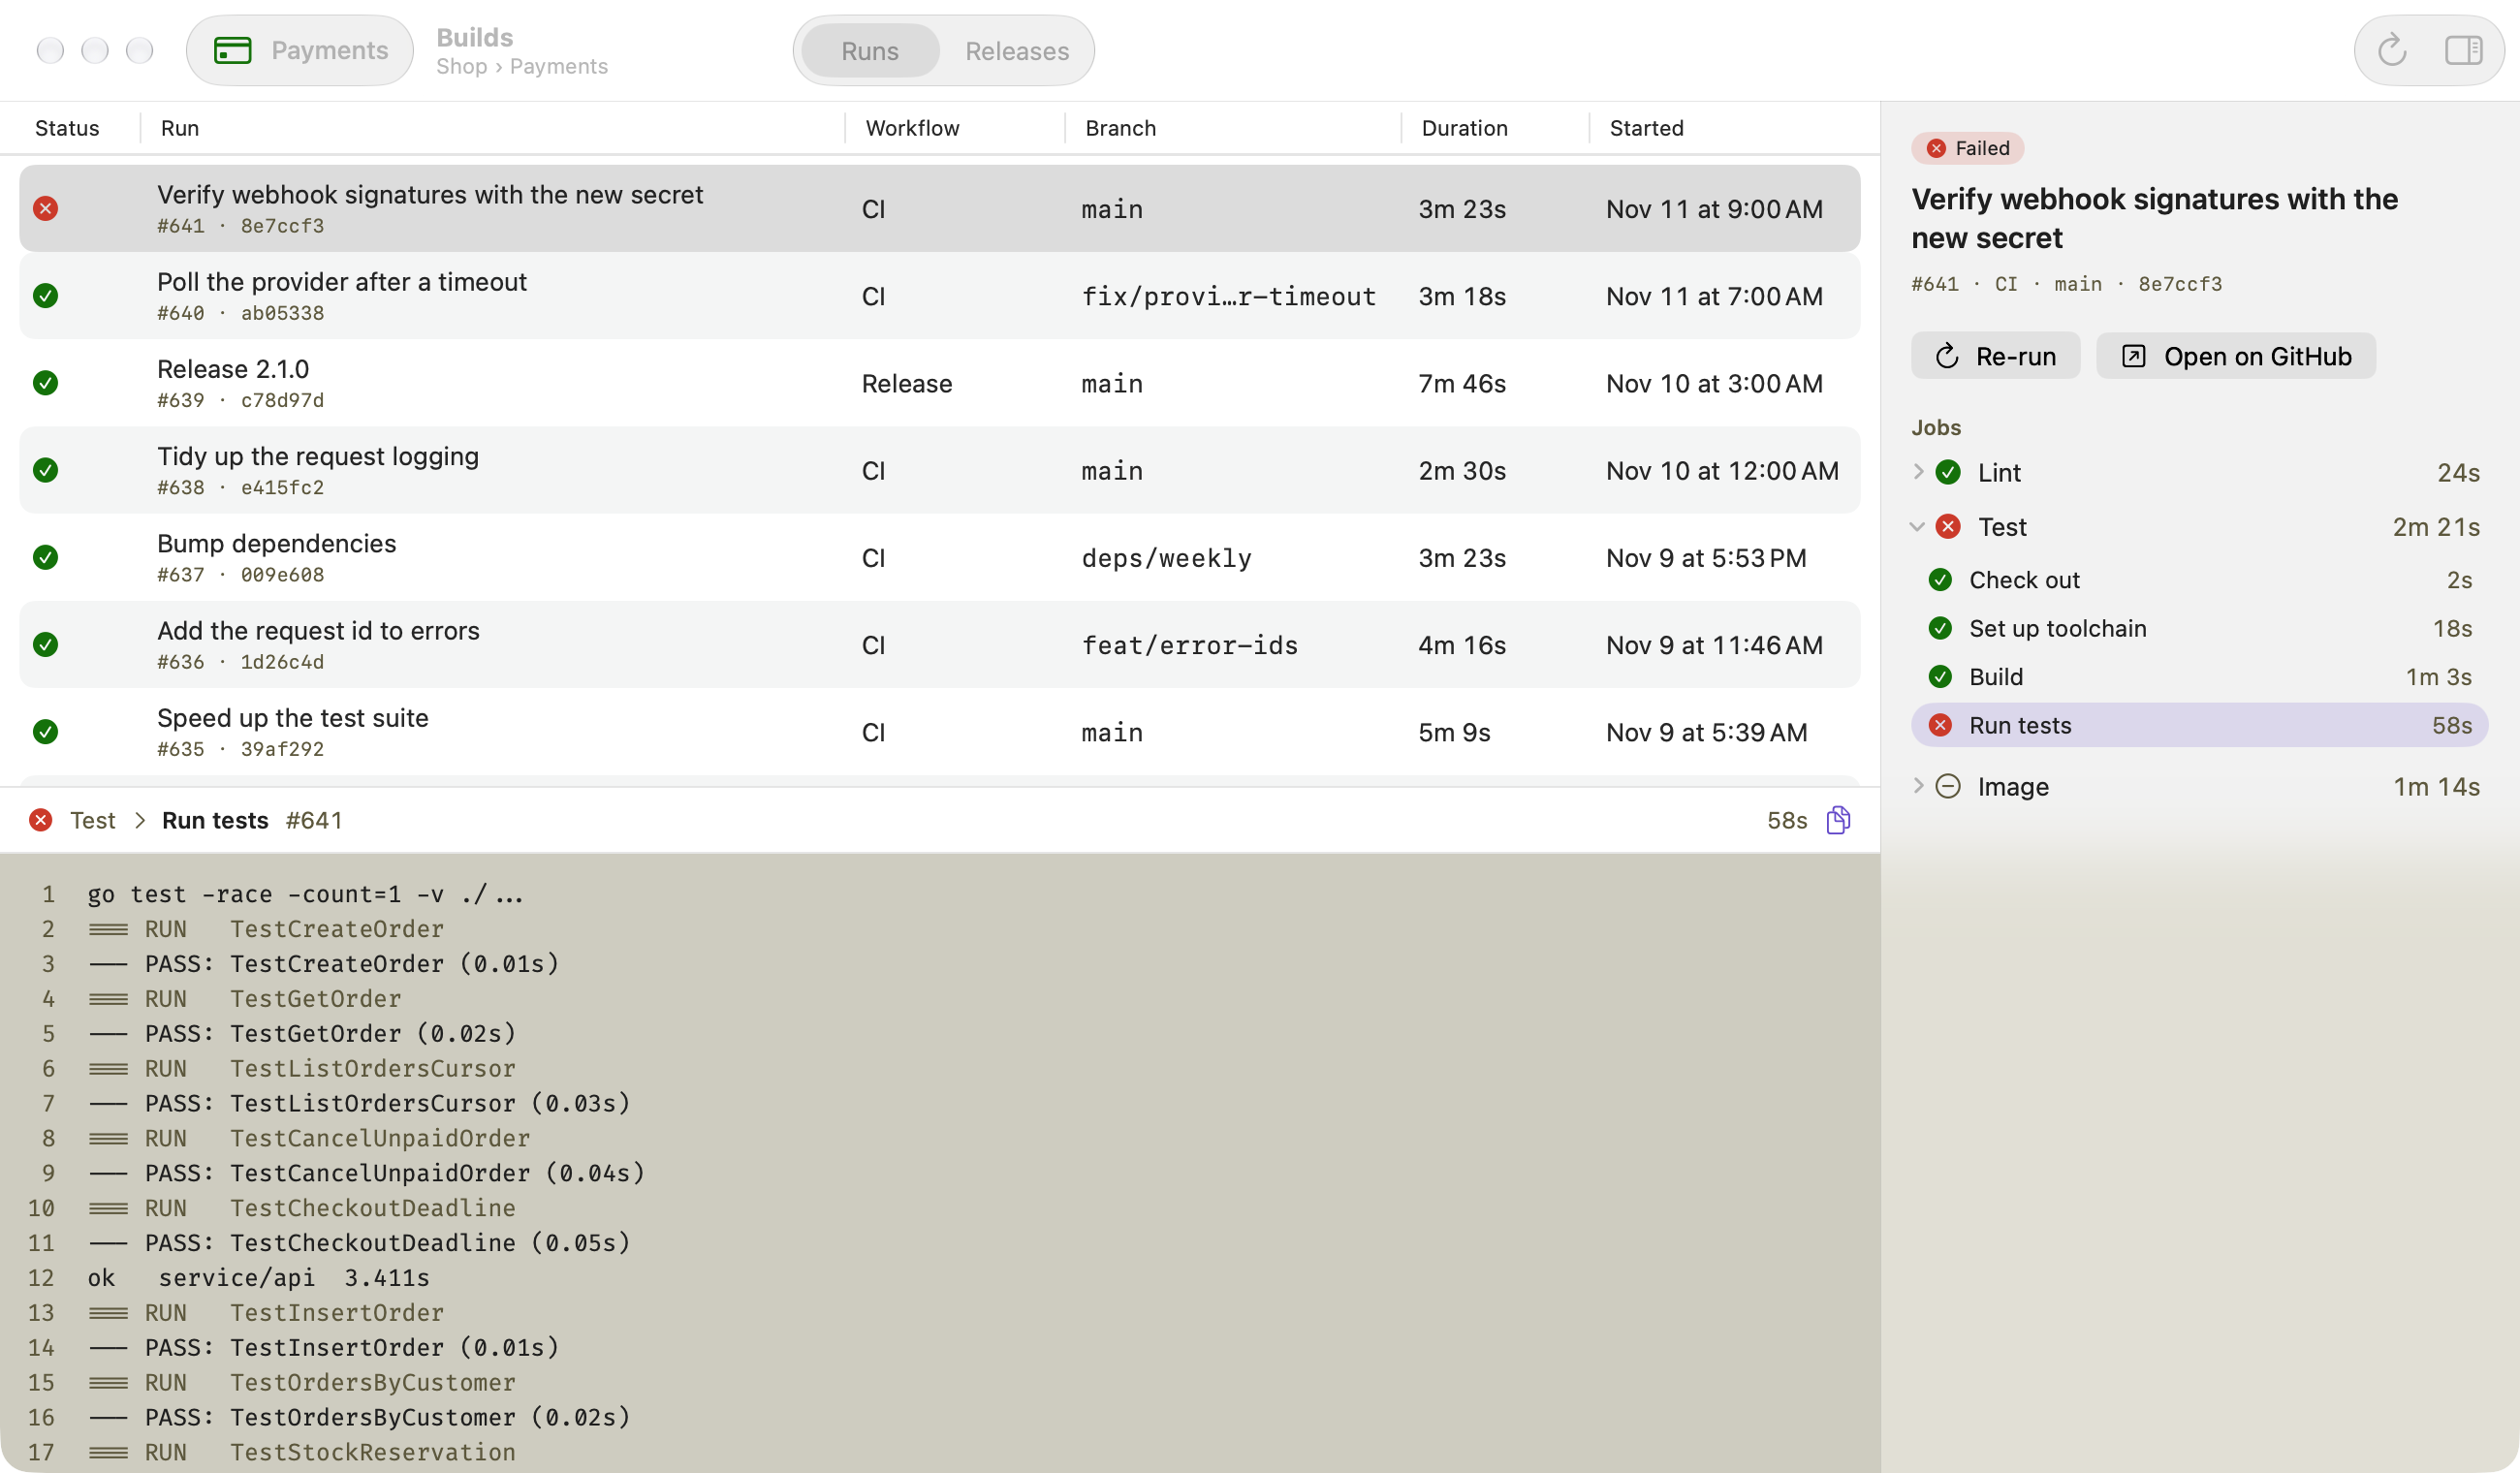 Payments
Builds
Shop › Payments
Runs
Releases
Status
Run
Workflow
Branch
Duration
Started
Verify webhook signatures with the new secret
#641 · 8e7ccf3
CI
main
3m 23s
Nov 11 at 9:00 AM
Poll the provider after a timeout
#640 · ab05338
CI
fix/provi…r-timeout
3m 18s
Nov 11 at 7:00 AM
Release 2.1.0
#639 · c78d97d
Release
main
7m 46s
Nov 10 at 3:00 AM
Tidy up the request logging
#638 · e415fc2
CI
main
2m 30s
Nov 10 at 12:00 AM
Bump dependencies
#637 · 009e608
CI
deps/weekly
3m 23s
Nov 9 at 5:53 PM
Add the request id to errors
#636 · 1d26c4d
CI
feat/error-ids
4m 16s
Nov 9 at 11:46 AM
Speed up the test suite
#635 · 39af292
CI
main
5m 9s
Nov 9 at 5:39 AM
Test > Run tests #641
58s
1 go test -race -count=1 -v ./...
2 === RUN   TestCreateOrder
3 --- PASS: TestCreateOrder (0.01s)
4 === RUN   TestGetOrder
5 --- PASS: TestGetOrder (0.02s)
6 === RUN   TestListOrdersCursor
7 --- PASS: TestListOrdersCursor (0.03s)
8 === RUN   TestCancelUnpaidOrder
9 --- PASS: TestCancelUnpaidOrder (0.04s)
10 === RUN   TestCheckoutDeadline
11 --- PASS: TestCheckoutDeadline (0.05s)
12 ok   service/api  3.411s
13 === RUN   TestInsertOrder
14 --- PASS: TestInsertOrder (0.01s)
15 === RUN   TestOrdersByCustomer
16 --- PASS: TestOrdersByCustomer (0.02s)
17 === RUN   TestStockReservation
Failed
Verify webhook signatures with the
new secret
#641 · CI · main · 8e7ccf3
Re-run
Open on GitHub
Jobs
Lint
24s
Test
2m 21s
Check out
2s
Set up toolchain
18s
Build
1m 3s
Run tests
58s
Image
1m 14s